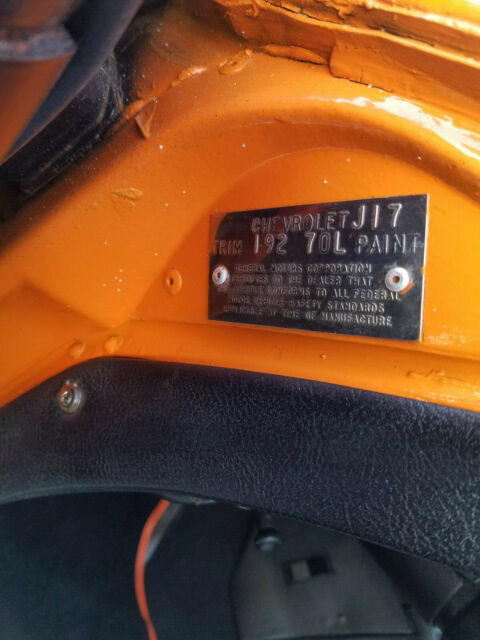 CHEVROLET J17
TRIM 192 70L PAINT
GENERAL MOTORS CORPORATION
TO THE DEALER THAT
CONFORMS TO ALL FEDERAL
MOTOR VEHICLE SAFETY STANDARDS
APPLICABLE AT TIME OF MANUFACTURE